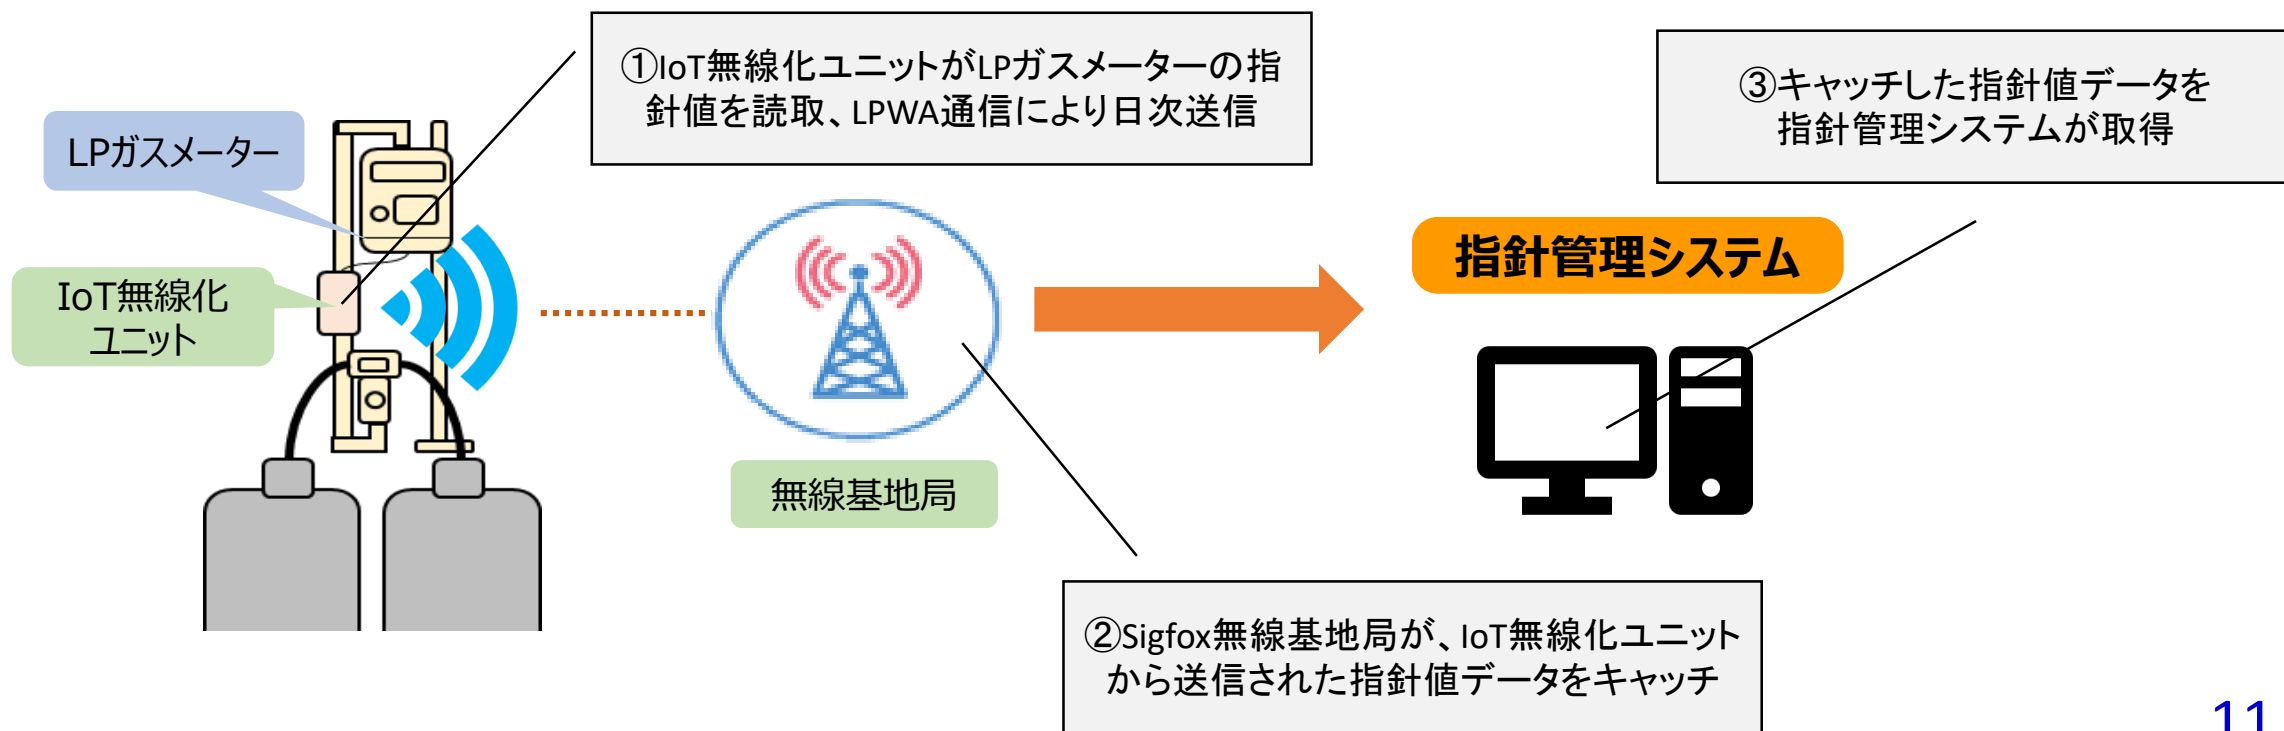 ①IoT無線化ユニットがLPガスメーターの指
針値を読取、LPWA通信により日次送信
③キャッチした指針値データを
指針管理システムが取得
LPガスメーター
指針管理システム
IoT無線化
ユニット
無線基地局
②Sigfox無線基地局が、IoT無線化ユニット
から送信された指針値データをキャッチ
11